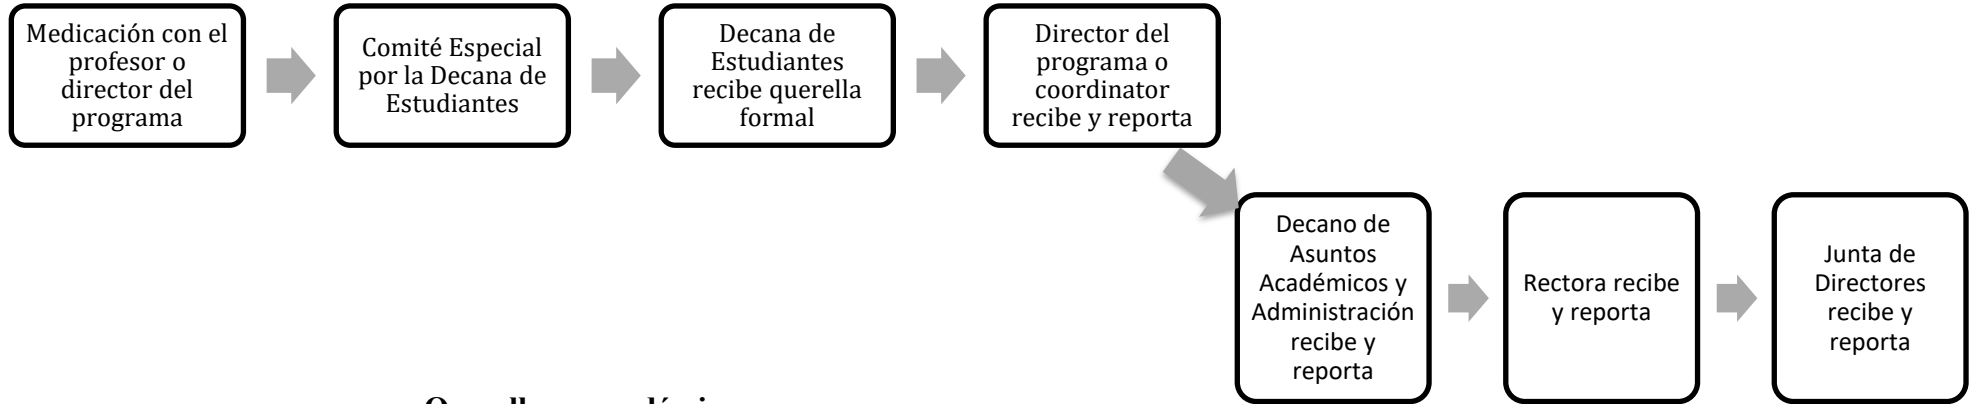 Medicación con el
profesor o
director del
programa
Comité Especial
por la Decana de
Estudiantes
Decana de
Estudiantes
recibe querella
formal
Director del
programa o
coordinator
recibe y reporta
Decano de
Asuntos
Académicos y
Administración
recibe y
reporta
Rectora recibe
y reporta
Junta de
Directores
recibe y
reporta